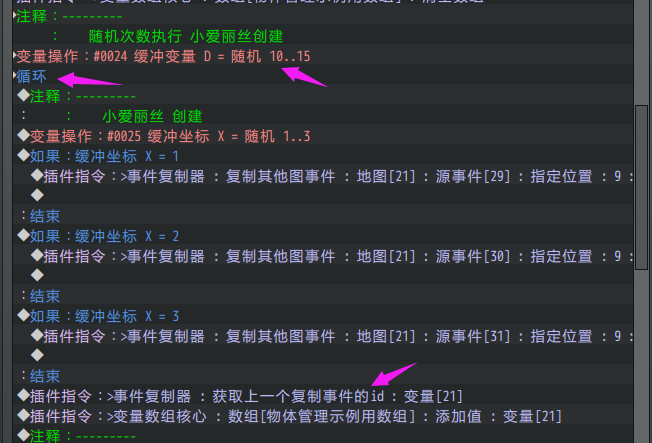 插件指令：>变量数组核心 : 数组[物体管理示例用数组] : 清空数组
注释：---------
：　：　随机次数执行 小爱丽丝创建
变量操作：#0024 缓冲变量 D = 随机 10..15
循环
◆注释：---------
：　：　小爱丽丝 创建
◆变量操作：#0025 缓冲坐标 X = 随机 1..3
◆如果：缓冲坐标 X = 1
◆插件指令：>事件复制器 : 复制其他图事件 : 地图[21] : 源事件[29] : 指定位置 : 9 :
◆
：结束
◆如果：缓冲坐标 X = 2
◆插件指令：>事件复制器 : 复制其他图事件 : 地图[21] : 源事件[30] : 指定位置 : 9 :
◆
：结束
◆如果：缓冲坐标 X = 3
◆插件指令：>事件复制器 : 复制其他图事件 : 地图[21] : 源事件[31] : 指定位置 : 9 :
◆
：结束
◆插件指令：>事件复制器 : 获取上一个复制事件的id : 变量[21]
◆插件指令：>变量数组核心 : 数组[物体管理示例用数组] : 添加值 : 变量[21]
◆注释：---------